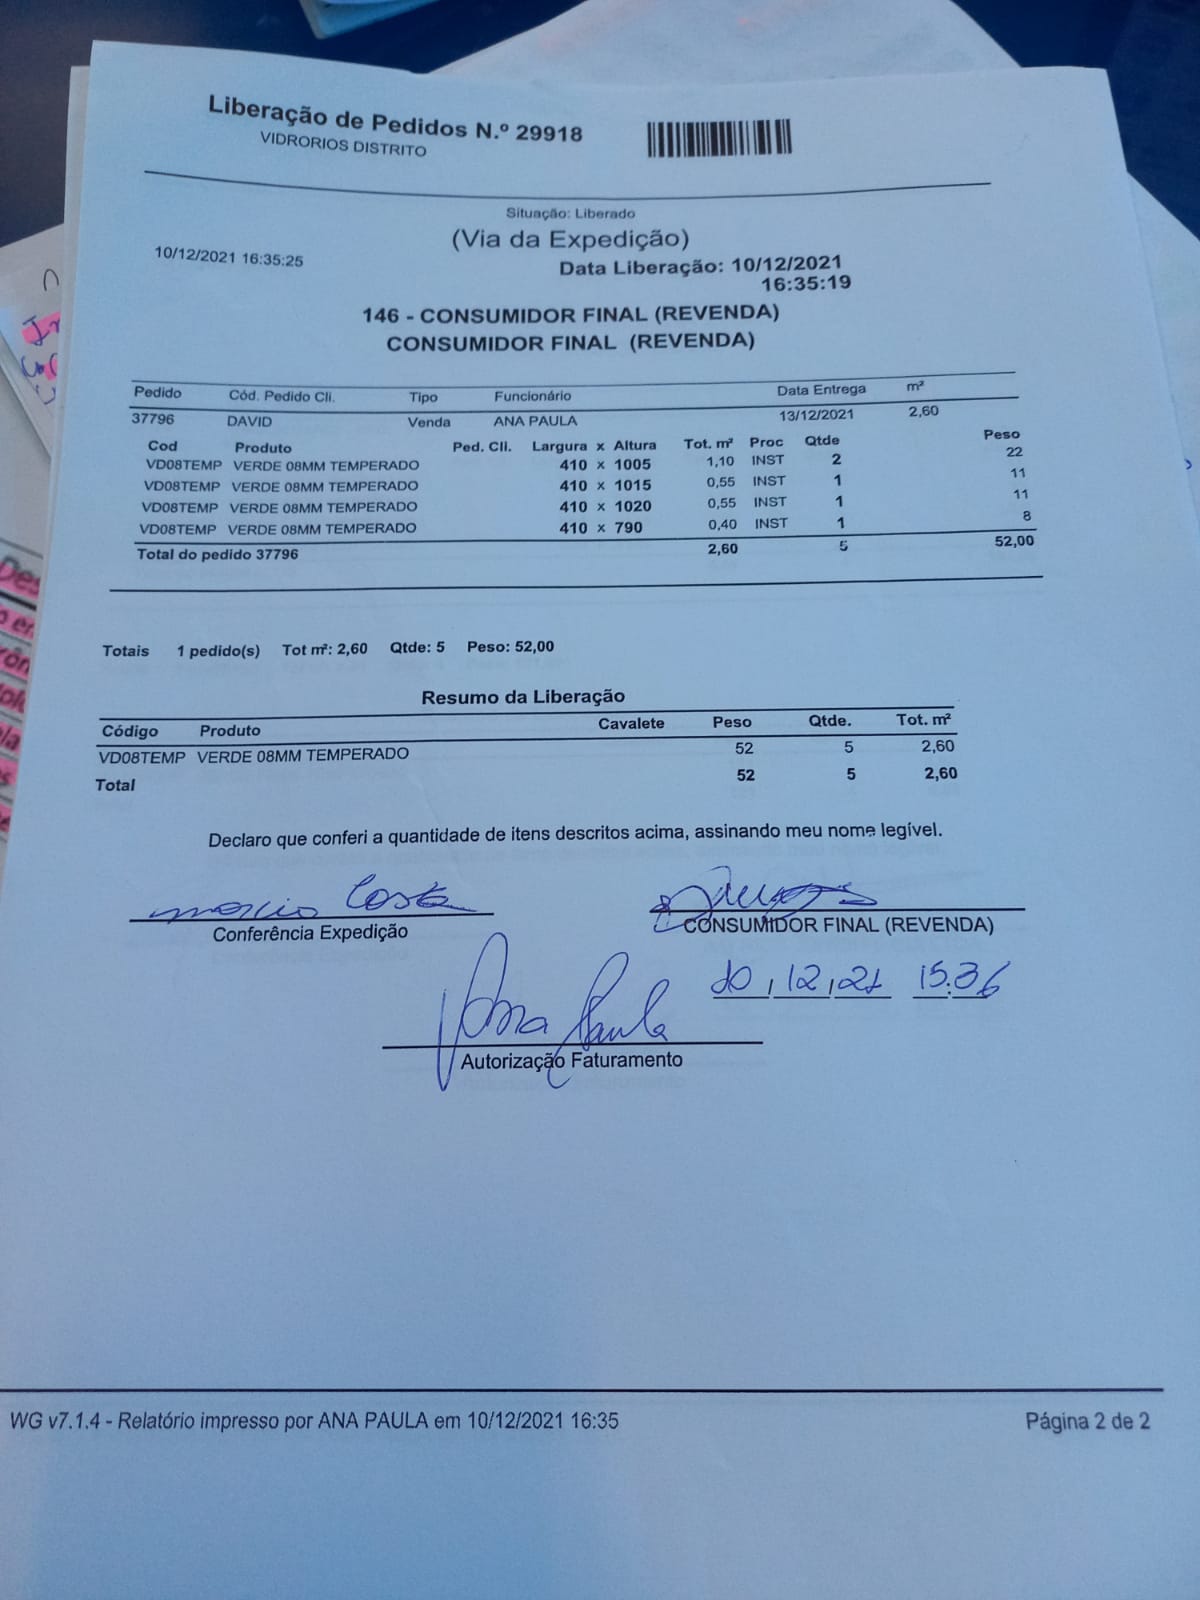 Liberação de Pedidos N.º 29918
VIDRORIOS DISTRITO
Situação: Liberado
(Via da Expedição)
10/12/2021 16:35:25
Data Liberação: 10/12/2021
16:35:19
146 - CONSUMIDOR FINAL (REVENDA)
CONSUMIDOR FINAL (REVENDA)
Pedido Cód. Pedido Cli. Tipo Funcionário Data Entrega m²
37796 DAVID Venda ANA PAULA 13/12/2021 2,60
Cod Produto Ped. Cli. Largura x Altura Tot. m² Proc Qtde Peso
VD08TEMP VERDE 08MM TEMPERADO 410 x 1005 1,10 INST 2 22
VD08TEMP VERDE 08MM TEMPERADO 410 x 1015 0,55 INST 1 11
VD08TEMP VERDE 08MM TEMPERADO 410 x 1020 0,55 INST 1 11
VD08TEMP VERDE 08MM TEMPERADO 410 x 790 0,40 INST 1 8
Total do pedido 37796 2,60 5 52,00
Totais 1 pedido(s) Tot m²: 2,60 Qtde: 5 Peso: 52,00
Resumo da Liberação
Código Produto Cavalete Peso Qtde. Tot. m²
VD08TEMP VERDE 08MM TEMPERADO 52 5 2,60
Total 52 5 2,60
Declaro que conferi a quantidade de itens descritos acima, assinando meu nome legível.
marcio Costa
Conferência Expedição CONSUMIDOR FINAL (REVENDA)
10,12,21 15:36
Ana Paula
Autorização Faturamento
WG v7.1.4 - Relatório impresso por ANA PAULA em 10/12/2021 16:35 Página 2 de 2